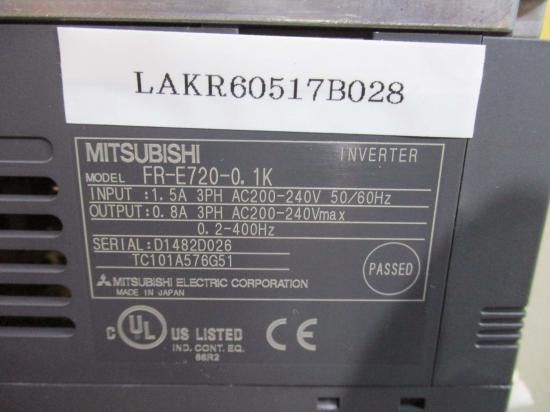 LAKR60517B028
MITSUBISHI INVERTER
MODEL FR-E720-0.1K
INPUT :1.5A 3PH AC200-240V 50/60Hz
OUTPUT:0.8A 3PH AC200-240Vmax
0.2-400Hz
SERIAL:D1482D026
TC101A576G51
PASSED
MITSUBISHI ELECTRIC CORPORATION
MADE IN JAPAN
C UL US LISTED CE
IND. CONT. EQ.
66R2